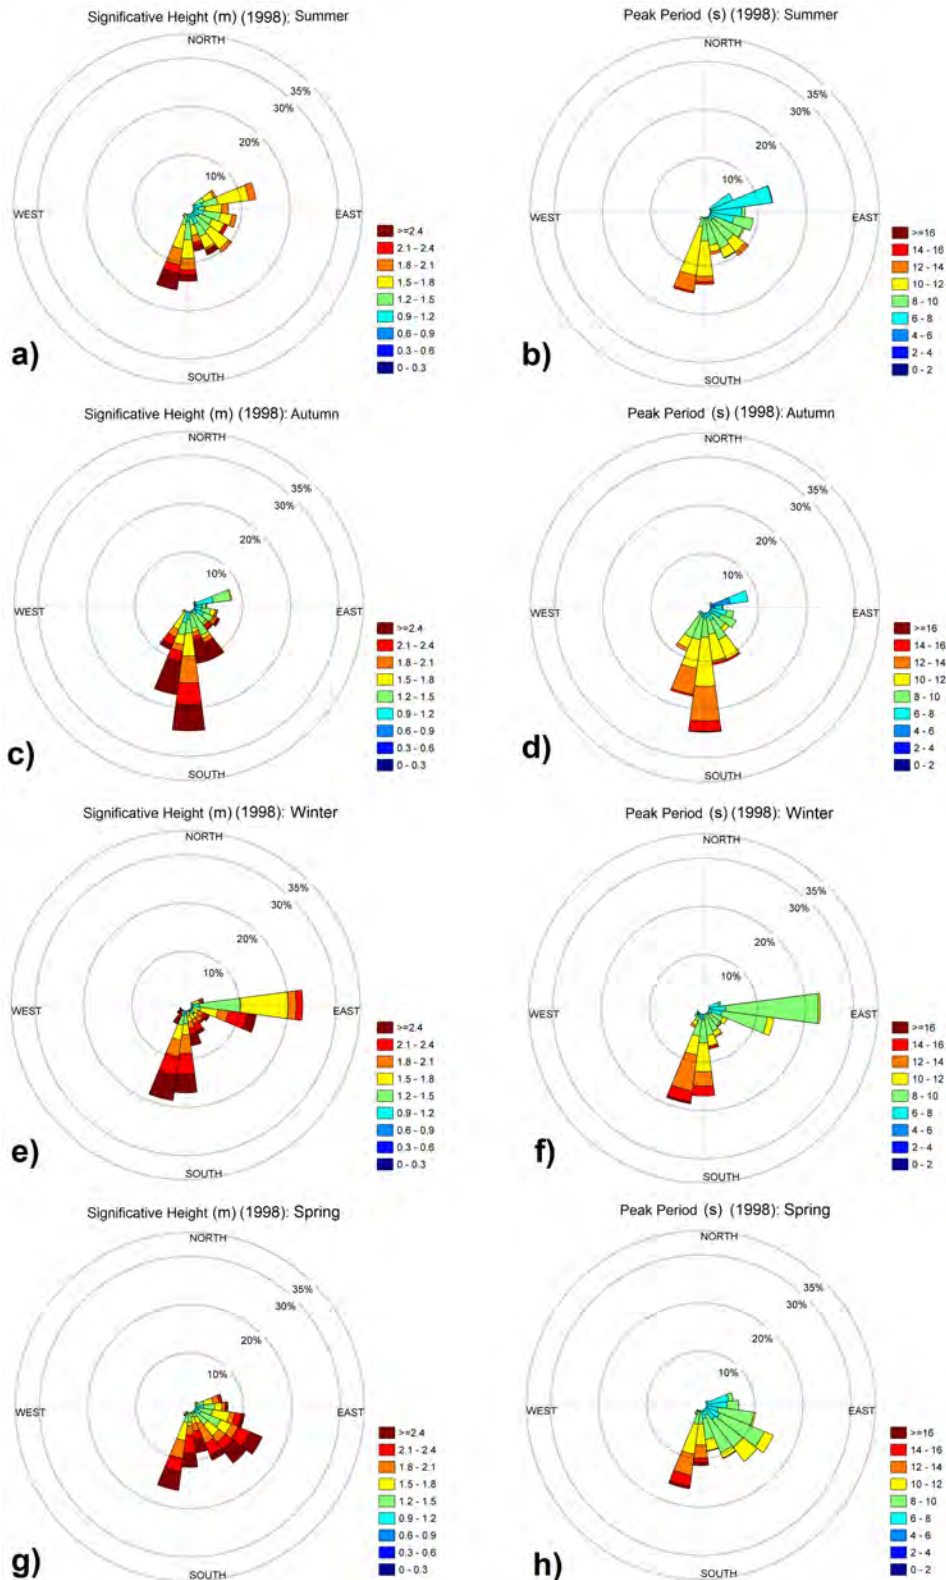 Significative Height (m) (1998): Summer
NORTH
35%
30%
20%
10%
WEST
EAST
SOUTH
>=2.4
2.1 - 2.4
1.8 - 2.1
1.5 - 1.8
1.2 - 1.5
0.9 - 1.2
0.6 - 0.9
0.3 - 0.6
0 - 0.3
a)
Peak Period (s) (1998): Summer
NORTH
35%
30%
20%
10%
WEST
EAST
SOUTH
>=16
14 - 16
12 - 14
10 - 12
8 - 10
6 - 8
4 - 6
2 - 4
0 - 2
b)
Significative Height (m) (1998): Autumn
NORTH
35%
30%
20%
10%
WEST
EAST
SOUTH
>=2.4
2.1 - 2.4
1.8 - 2.1
1.5 - 1.8
1.2 - 1.5
0.9 - 1.2
0.6 - 0.9
0.3 - 0.6
0 - 0.3
c)
Peak Period (s) (1998): Autumn
NORTH
35%
30%
20%
10%
WEST
EAST
SOUTH
>=16
14 - 16
12 - 14
10 - 12
8 - 10
6 - 8
4 - 6
2 - 4
0 - 2
d)
Significative Height (m) (1998): Winter
NORTH
35%
30%
20%
10%
WEST
EAST
SOUTH
>=2.4
2.1 - 2.4
1.8 - 2.1
1.5 - 1.8
1.2 - 1.5
0.9 - 1.2
0.6 - 0.9
0.3 - 0.6
0 - 0.3
e)
Peak Period (s) (1998): Winter
NORTH
35%
30%
20%
10%
WEST
EAST
SOUTH
>=16
14 - 16
12 - 14
10 - 12
8 - 10
6 - 8
4 - 6
2 - 4
0 - 2
f)
Significative Height (m) (1998): Spring
NORTH
35%
30%
20%
10%
WEST
EAST
SOUTH
>=2.4
2.1 - 2.4
1.8 - 2.1
1.5 - 1.8
1.2 - 1.5
0.9 - 1.2
0.6 - 0.9
0.3 - 0.6
0 - 0.3
g)
Peak Period (s) (1998): Spring
NORTH
35%
30%
20%
10%
WEST
EAST
SOUTH
>=16
14 - 16
12 - 14
10 - 12
8 - 10
6 - 8
4 - 6
2 - 4
0 - 2
h)